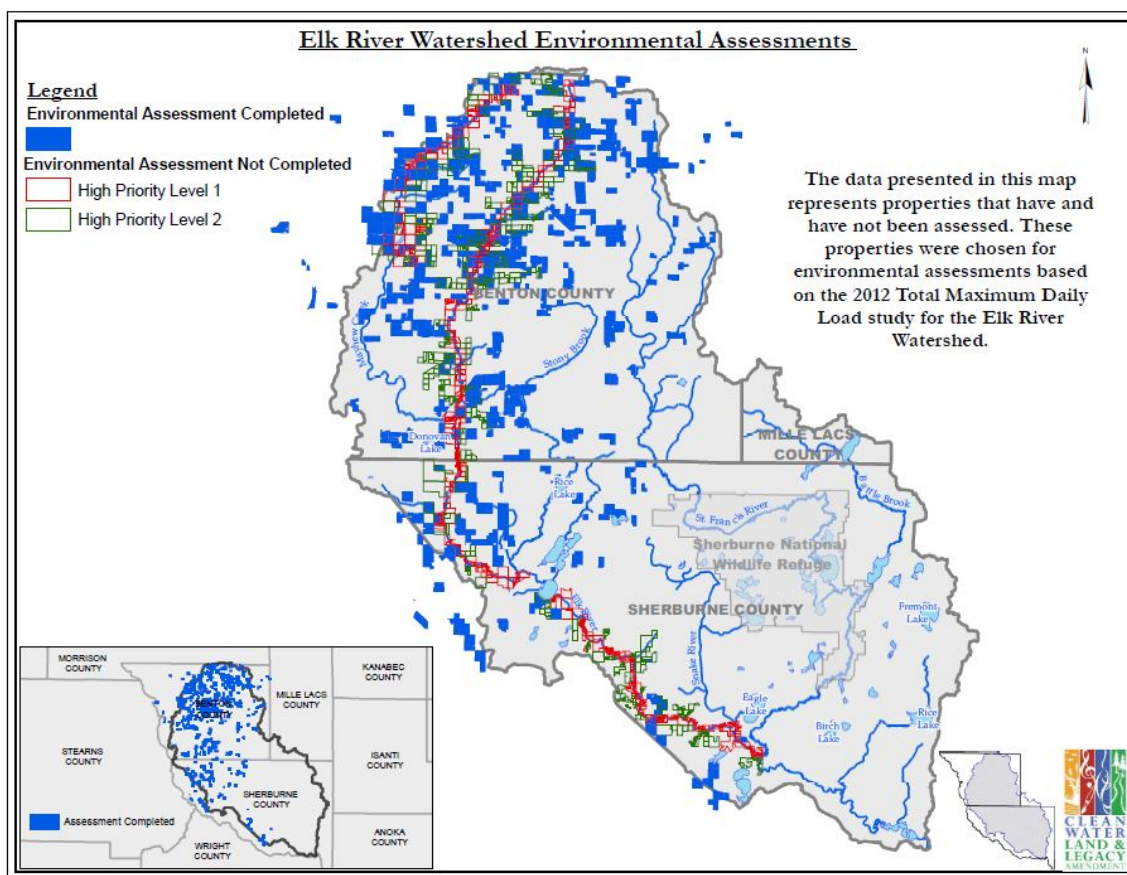 Elk River Watershed Environmental Assessments
N
Legend
Environmental Assessment Completed
Environmental Assessment Not Completed
High Priority Level 1
High Priority Level 2
The data presented in this map
represents properties that have and
have not been assessed. These
properties were chosen for
environmental assessments based
on the 2012 Total Maximum Daily
Load study for the Elk River
Watershed.
BENTON COUNTY
Mayhew Creek
Stony Brook
Donovan
Lake
MILLE LACS
COUNTY
Rice
Lake
Battle Brook
St. Francis River
Sherburne National
Wildlife Refuge
SHERBURNE COUNTY
Elk River
Fremont
Lake
Snake River
Eagle
Lake
Birch
Lake
Rice
Lake
MORRISON
COUNTY
KANABEC
COUNTY
MILLE LACS
COUNTY
BENTON
COUNTY
STEARNS
COUNTY
ISANTI
COUNTY
SHERBURNE
COUNTY
Assessment Completed
WRIGHT
COUNTY
ANOKA
COUNTY
CLEAN
WATER
LAND &
LEGACY
AMENDMENT